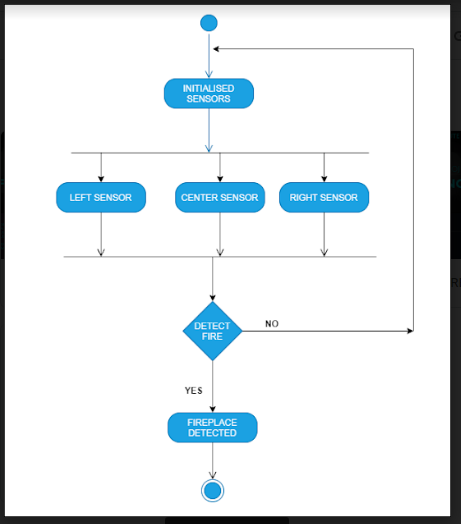 INITIALISED
SENSORS
LEFT SENSOR
CENTER SENSOR
RIGHT SENSOR
DETECT
FIRE
NO
YES
FIREPLACE
DETECTED